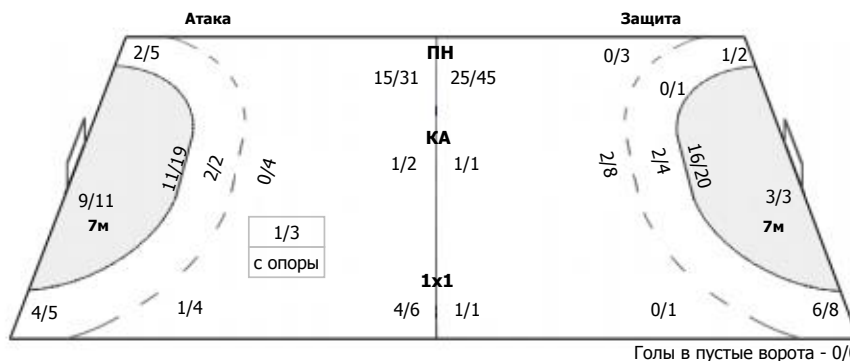 Атака Защита
2/5 ПН 0/3 1/2
15/31 25/45 0/1
КА
11/19 2/2 0/4 1/2 1/1 2/8 2/4 16/20
9/11 3/3
7м 7м
1/3
с опоры
1x1
4/5 1/4 4/6 1/1 0/1 6/8
Голы в пустые ворота - 0/